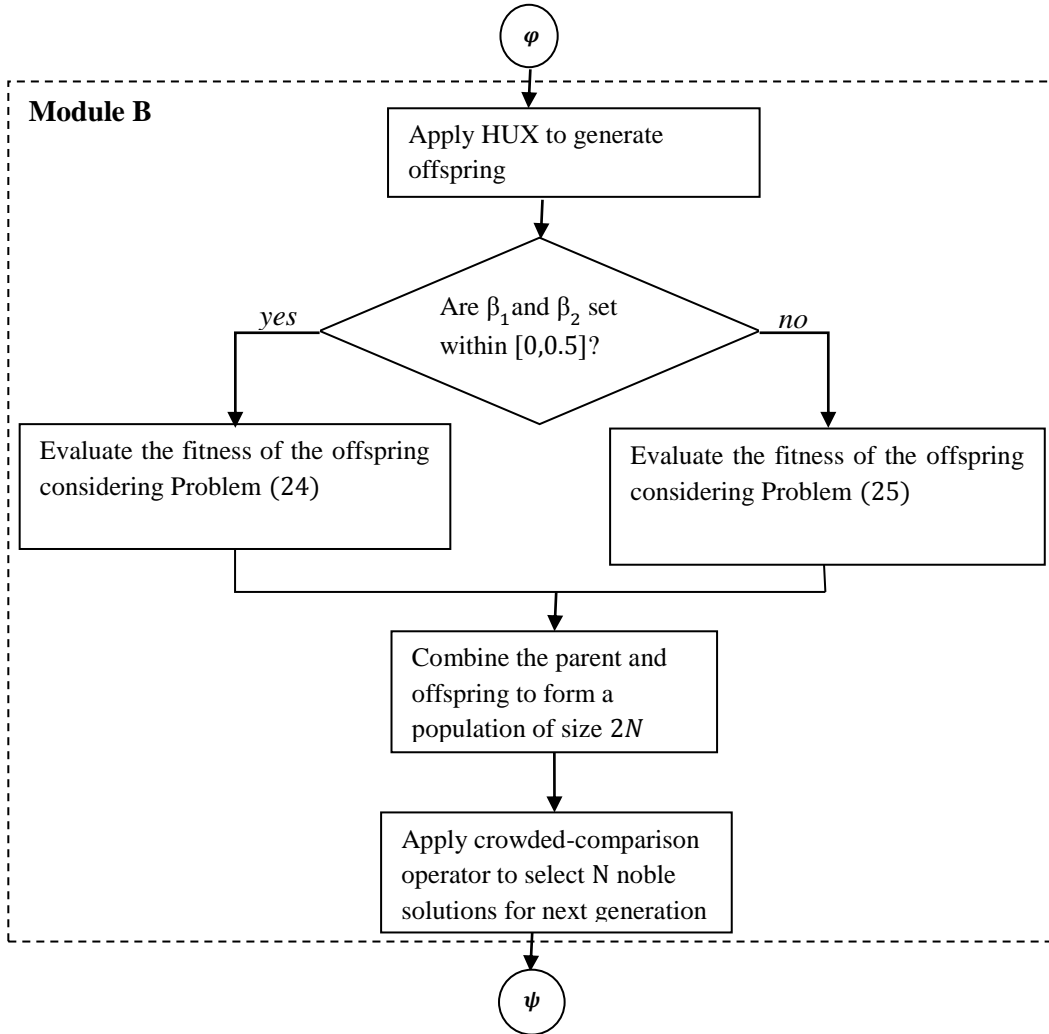 φ
Module B
Apply HUX to generate
offspring
Are β₁ and β₂ set
within [0,0.5]?
yes
no
Evaluate the fitness of the offspring
considering Problem (24)
Evaluate the fitness of the offspring
considering Problem (25)
Combine the parent and
offspring to form a
population of size 2N
Apply crowded-comparison
operator to select N noble
solutions for next generation
ψ